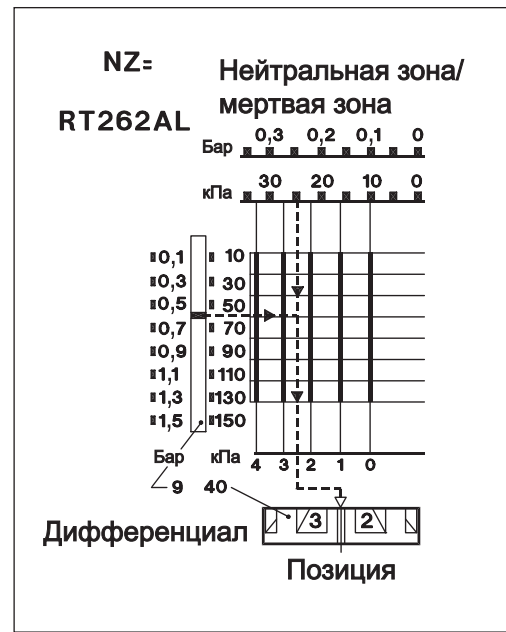 NZ=
Нейтральная зона/
мертвая зона
RT262AL
Бар 0,3 0,2 0,1 0
кПа 30 20 10 0
0,1 10
0,3 30
0,5 50
0,7 70
0,9 90
1,1 110
1,3 130
1,5 150
Бар кПа 4 3 2 1 0
9 40
3 2
Дифференциал
Позиция